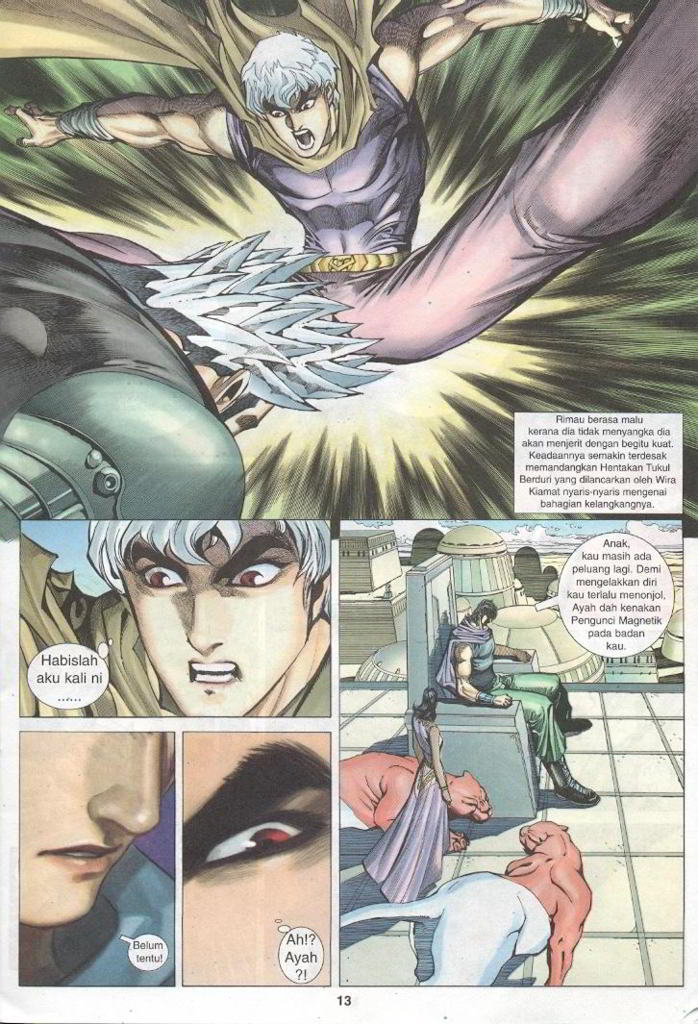 Rimau berasa malu
kerana dia tidak menyangka dia
akan menjerit dengan begitu kuat.
Keadaannya semakin terdesak
memandangkan Hentakan Tukul
Berduri yang dilancarkan oleh Wira
Kiamat nyaris-nyaris mengenai
bahagian kelangkangnya.
Habislah
aku kali ni
......
Anak,
kau masih ada
peluang lagi. Demi
mengelakkan diri
kau terlalu menonjol,
Ayah dah kenakan
Pengunci Magnetik
pada badan
kau.
Belum
tentu!
Ah!?
Ayah
?!
13